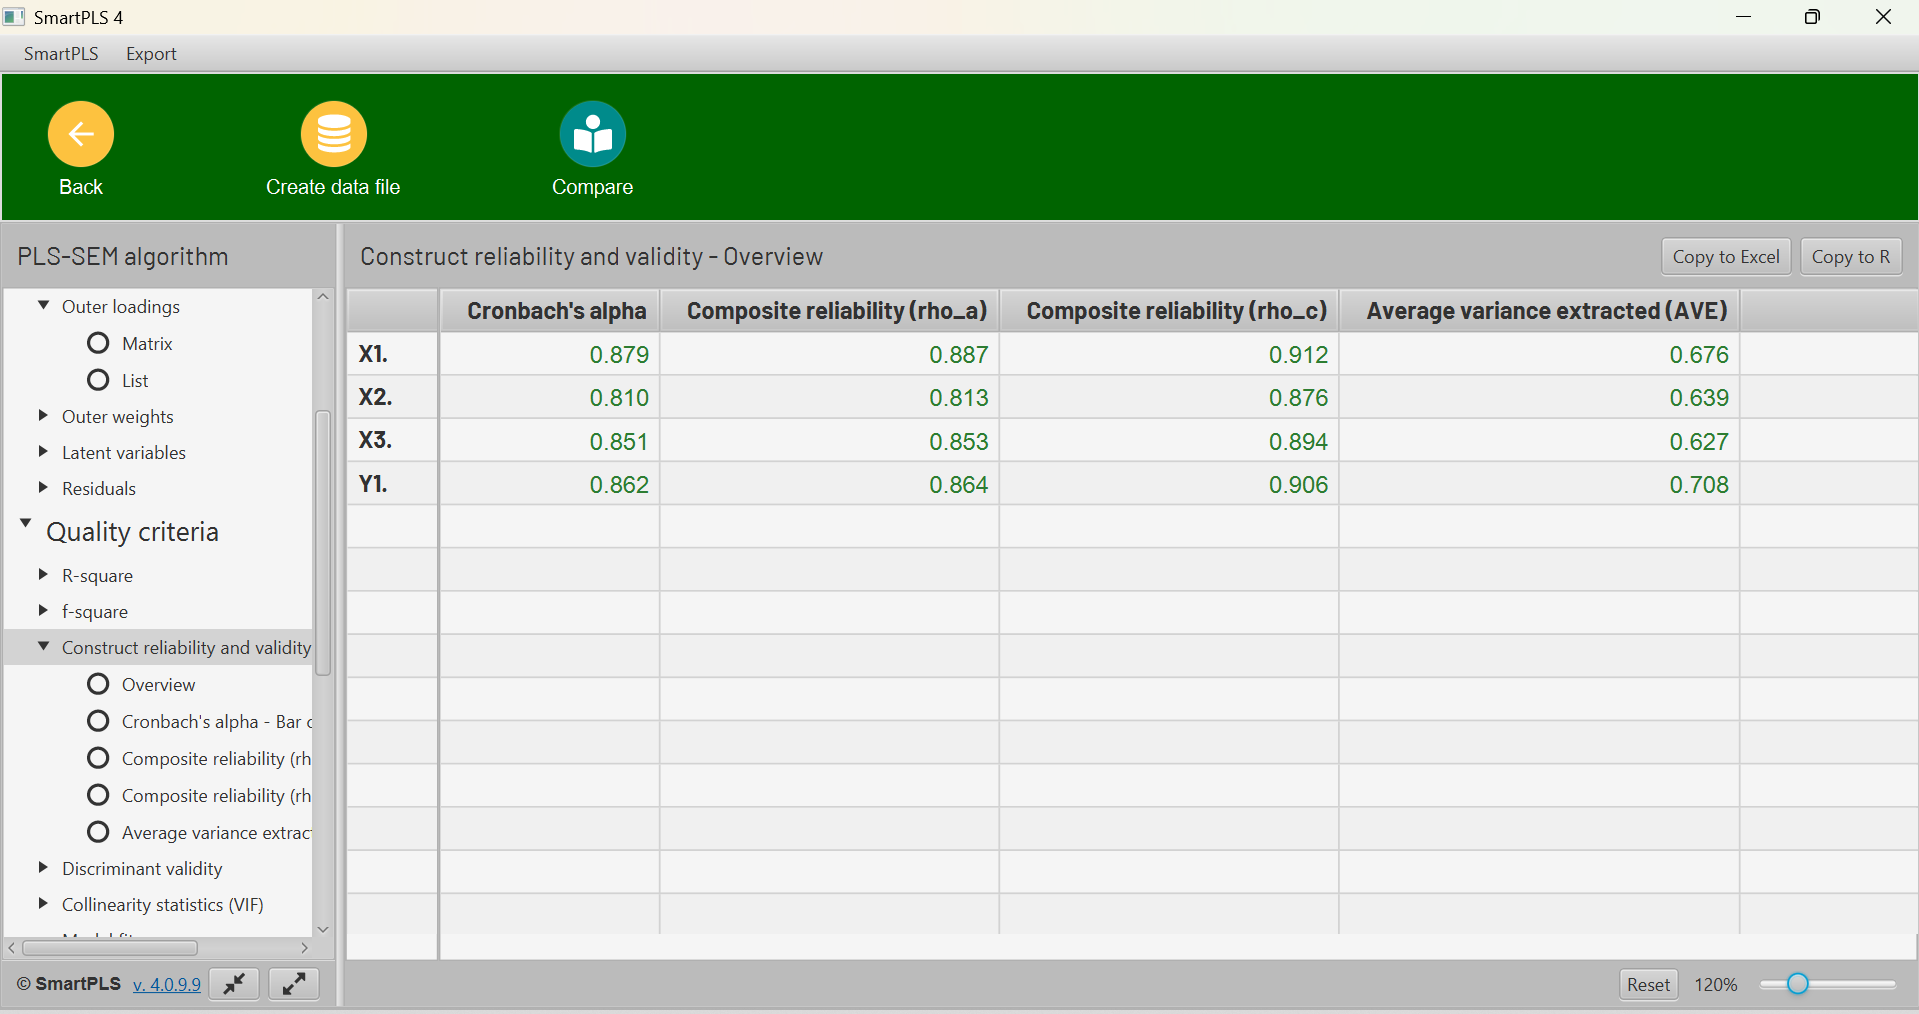 SmartPLS 4
SmartPLS Export
Back Create data file Compare
PLS-SEM algorithm
Construct reliability and validity - Overview
Copy to Excel Copy to R
Outer loadings
Matrix
List
Outer weights
Latent variables
Residuals
Quality criteria
R-square
f-square
Construct reliability and validity
Overview
Cronbach's alpha - Bar c
Composite reliability (rh
Composite reliability (rh
Average variance extrac
Discriminant validity
Collinearity statistics (VIF)
Cronbach's alpha Composite reliability (rho_a) Composite reliability (rho_c) Average variance extracted (AVE)
X1. 0.879 0.887 0.912 0.676
X2. 0.810 0.813 0.876 0.639
X3. 0.851 0.853 0.894 0.627
Y1. 0.862 0.864 0.906 0.708
© SmartPLS v. 4.0.9.9
Reset 120%